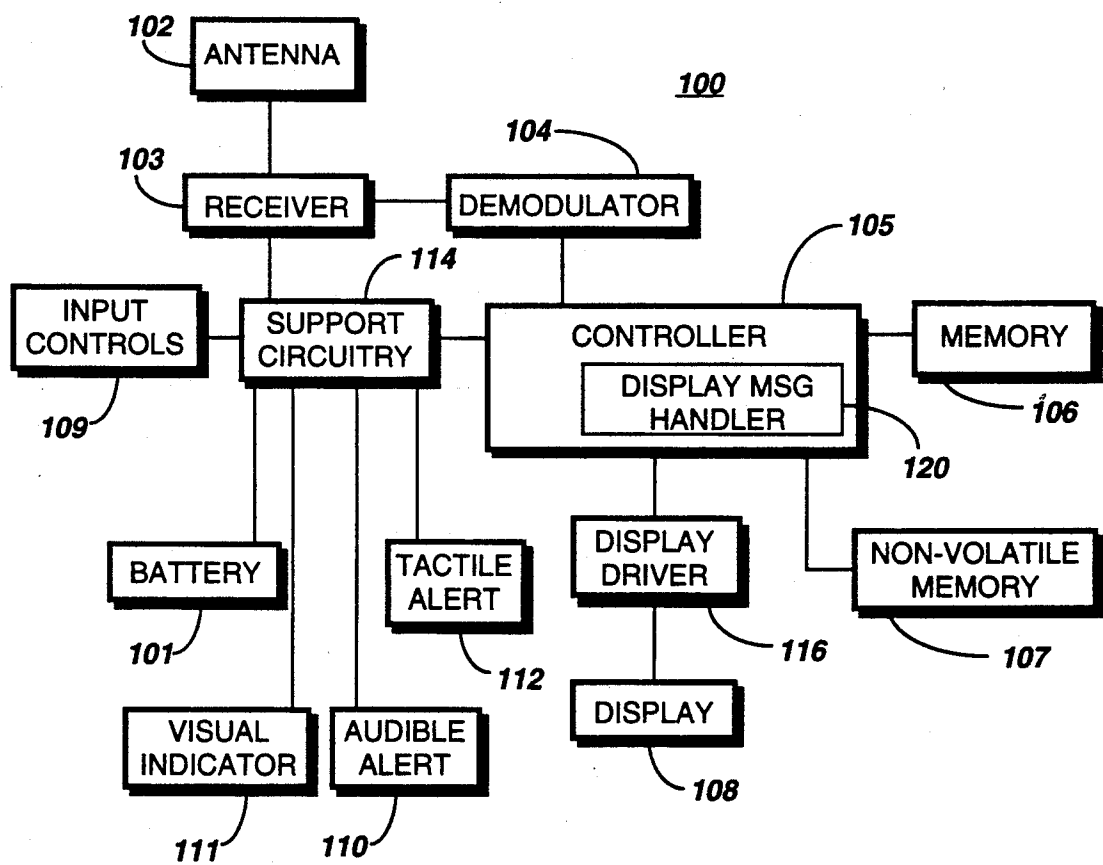 102
ANTENNA
100
104
103
RECEIVER
DEMODULATOR
105
114
INPUT
CONTROLS
SUPPORT
CIRCUITRY
CONTROLLER
MEMORY
DISPLAY MSG
HANDLER
109
106
120
BATTERY
TACTILE
ALERT
DISPLAY
DRIVER
NON-VOLATILE
MEMORY
101
112
116
107
VISUAL
INDICATOR
AUDIBLE
ALERT
DISPLAY
108
111
110